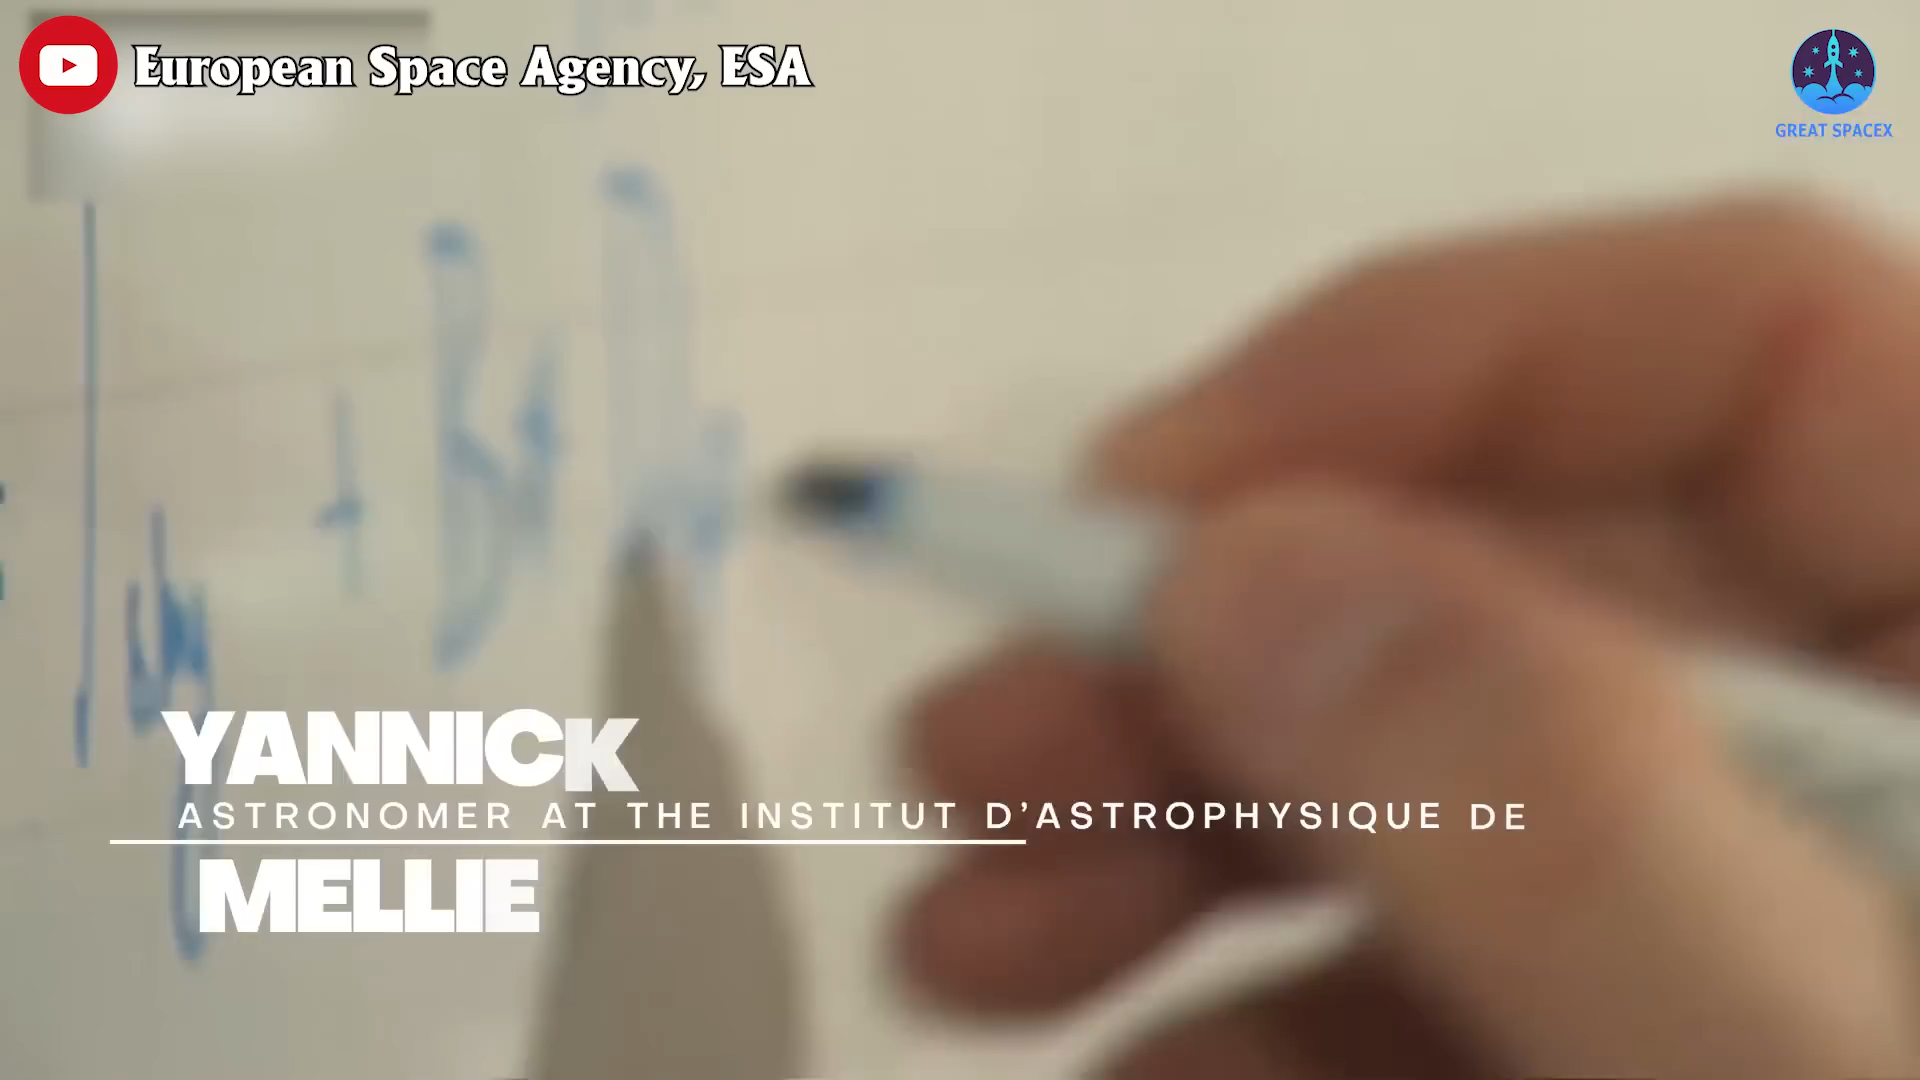 European Space Agency, ESA
GREAT SPACEX
YANNICK
ASTRONOMER AT THE INSTITUT D’ASTROPHYSIQUE DE
MELLIE